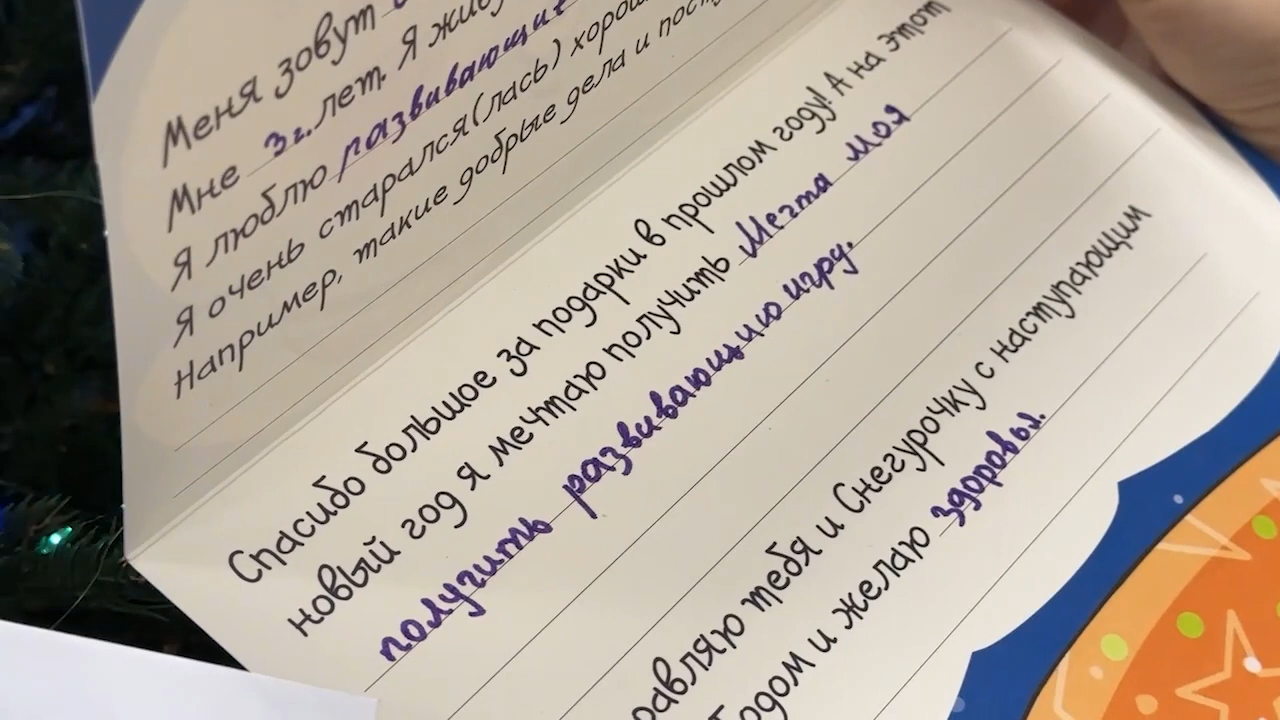 Меня зовут
Мне 3г. лет. Я живу
Я люблю развивающие
Я очень старался(лась) хорошо
Например, такие добрые дела и
Спасибо большое за подарки в прошлом году! А на этот
новый год я мечтаю получить Мечта моя
получить развивающую игру.
тебя и Снегурочку с наступающим
годом и желаю здоровья.